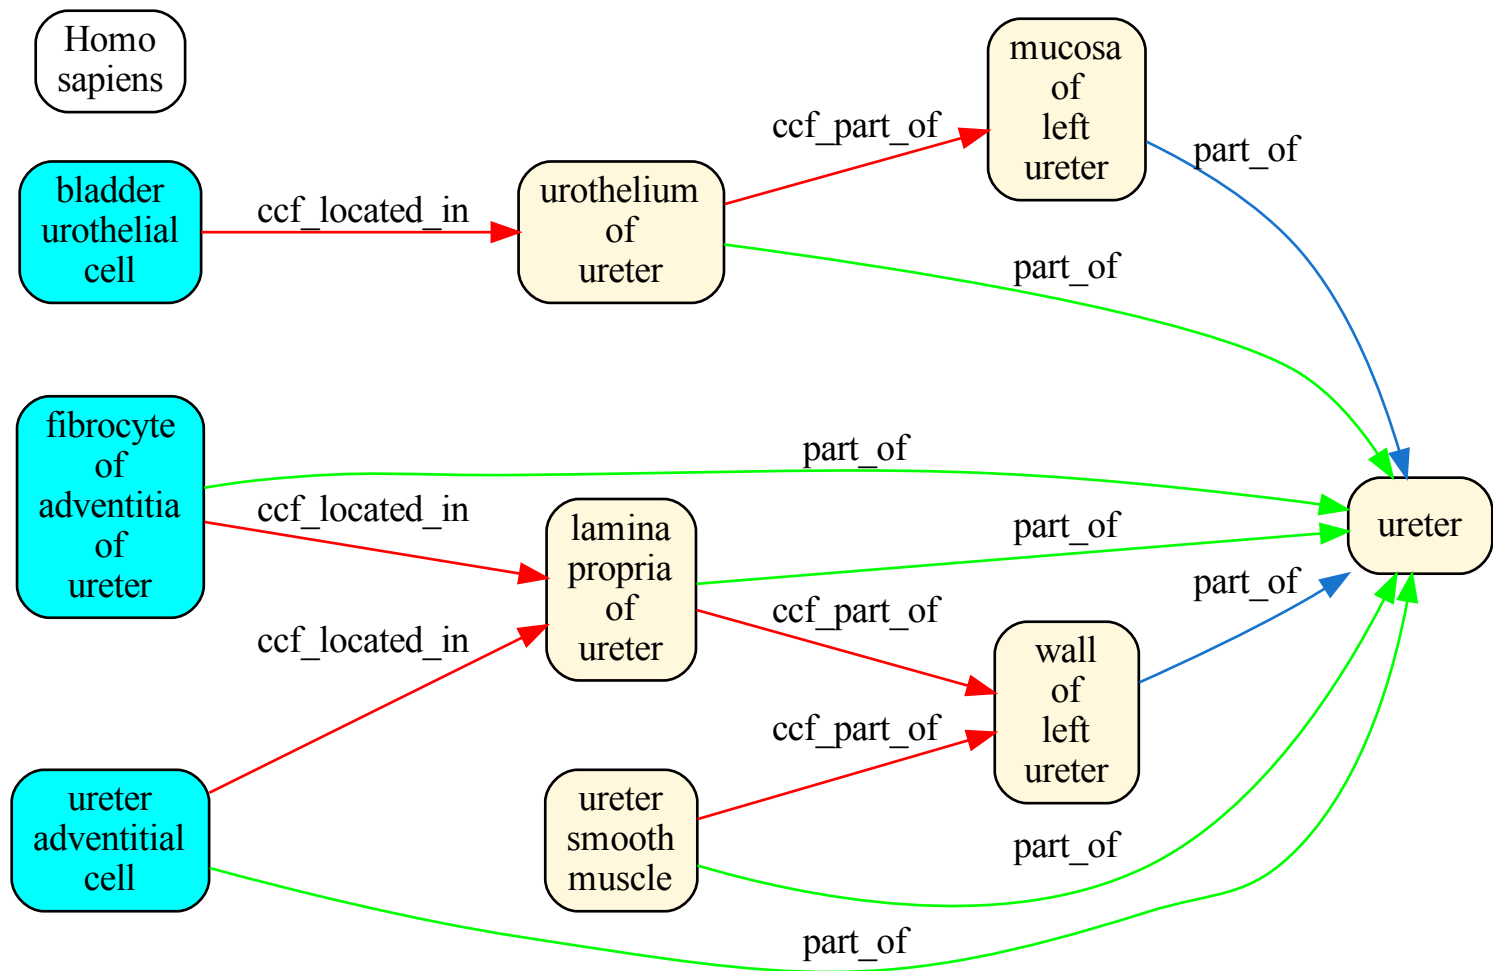 Homo
sapiens
bladder
urothelial
cell
ccf_located_in
urothelium
of
ureter
ccf_part_of
mucosa
of
left
ureter
part_of
part_of
fibrocyte
of
adventitia
of
ureter
part_of
ccf_located_in
ccf_located_in
lamina
propria
of
ureter
part_of
ccf_part_of
ureter
part_of
wall
of
left
ureter
ccf_part_of
ureter
adventitial
cell
ureter
smooth
muscle
part_of
part_of